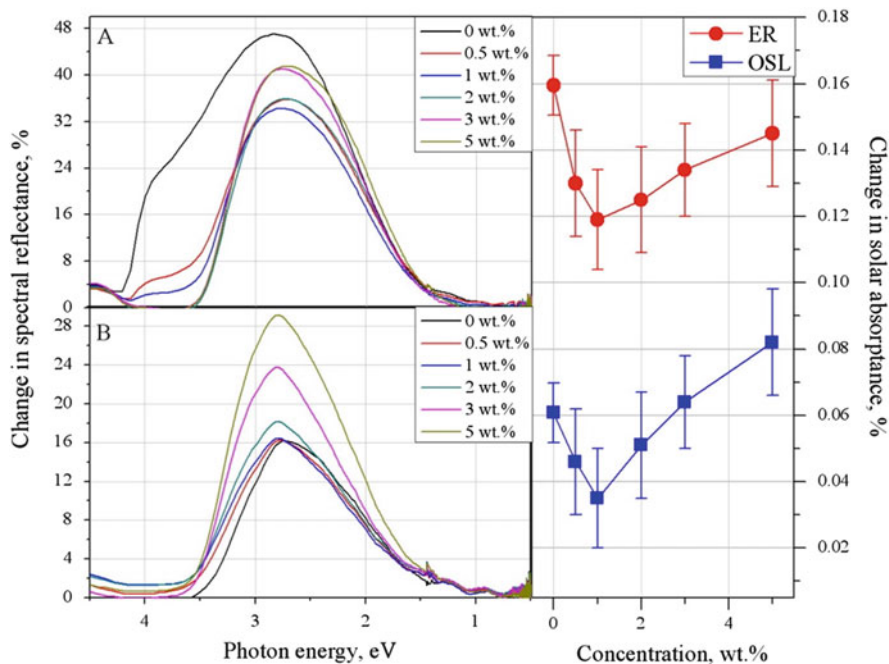 A
Change in spectral reflectance, %
48
40
32
24
16
8
0
0 wt.%
0.5 wt.%
1 wt.%
2 wt.%
3 wt.%
5 wt.%
B
28
24
20
16
12
8
4
0
0 wt.%
0.5 wt.%
1 wt.%
2 wt.%
3 wt.%
5 wt.%
4
3
2
1
Photon energy, eV
ER
OSL
0.18
0.16
0.14
0.12
0.10
0.08
0.06
0.04
0.02
Change in solar absorptance, %
0
2
4
Concentration, wt.%